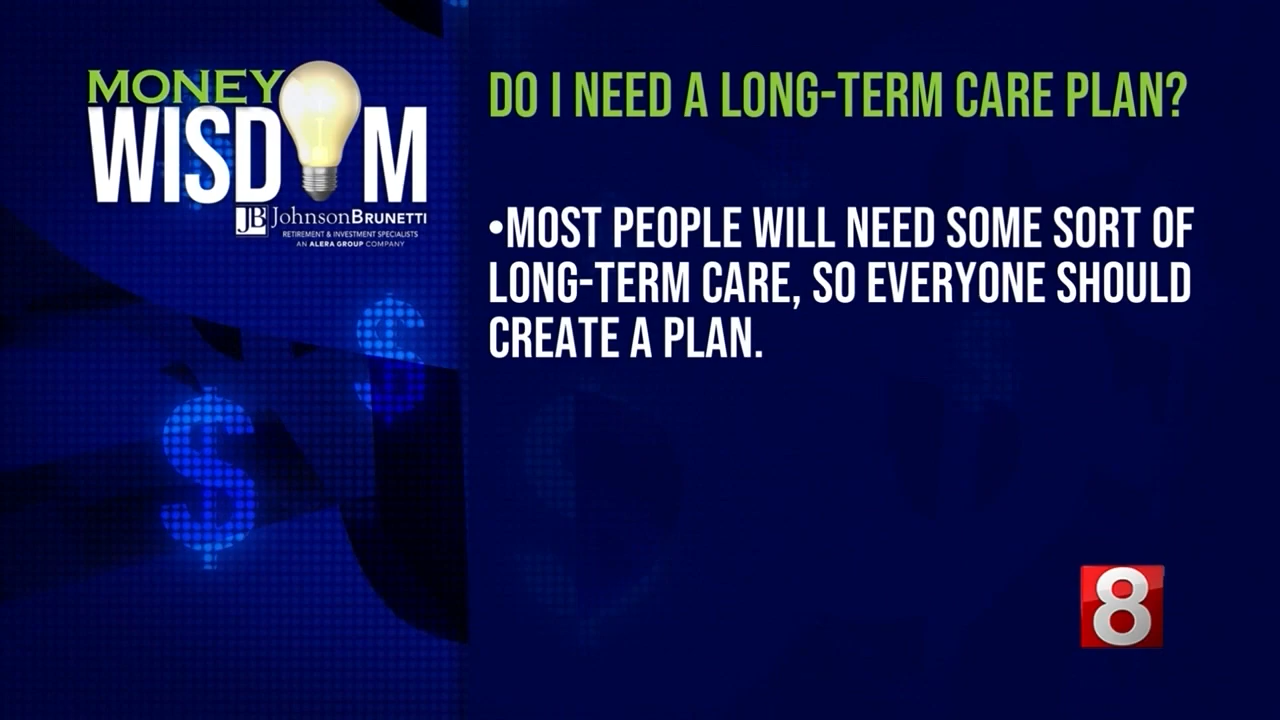 MONEY
WISDOM
JB JohnsonBRUNETTI
RETIREMENT & INVESTMENT SPECIALISTS
AN ALERA GROUP COMPANY
DO I NEED A LONG-TERM CARE PLAN?
•MOST PEOPLE WILL NEED SOME SORT OF
LONG-TERM CARE, SO EVERYONE SHOULD
CREATE A PLAN.
$
$
8